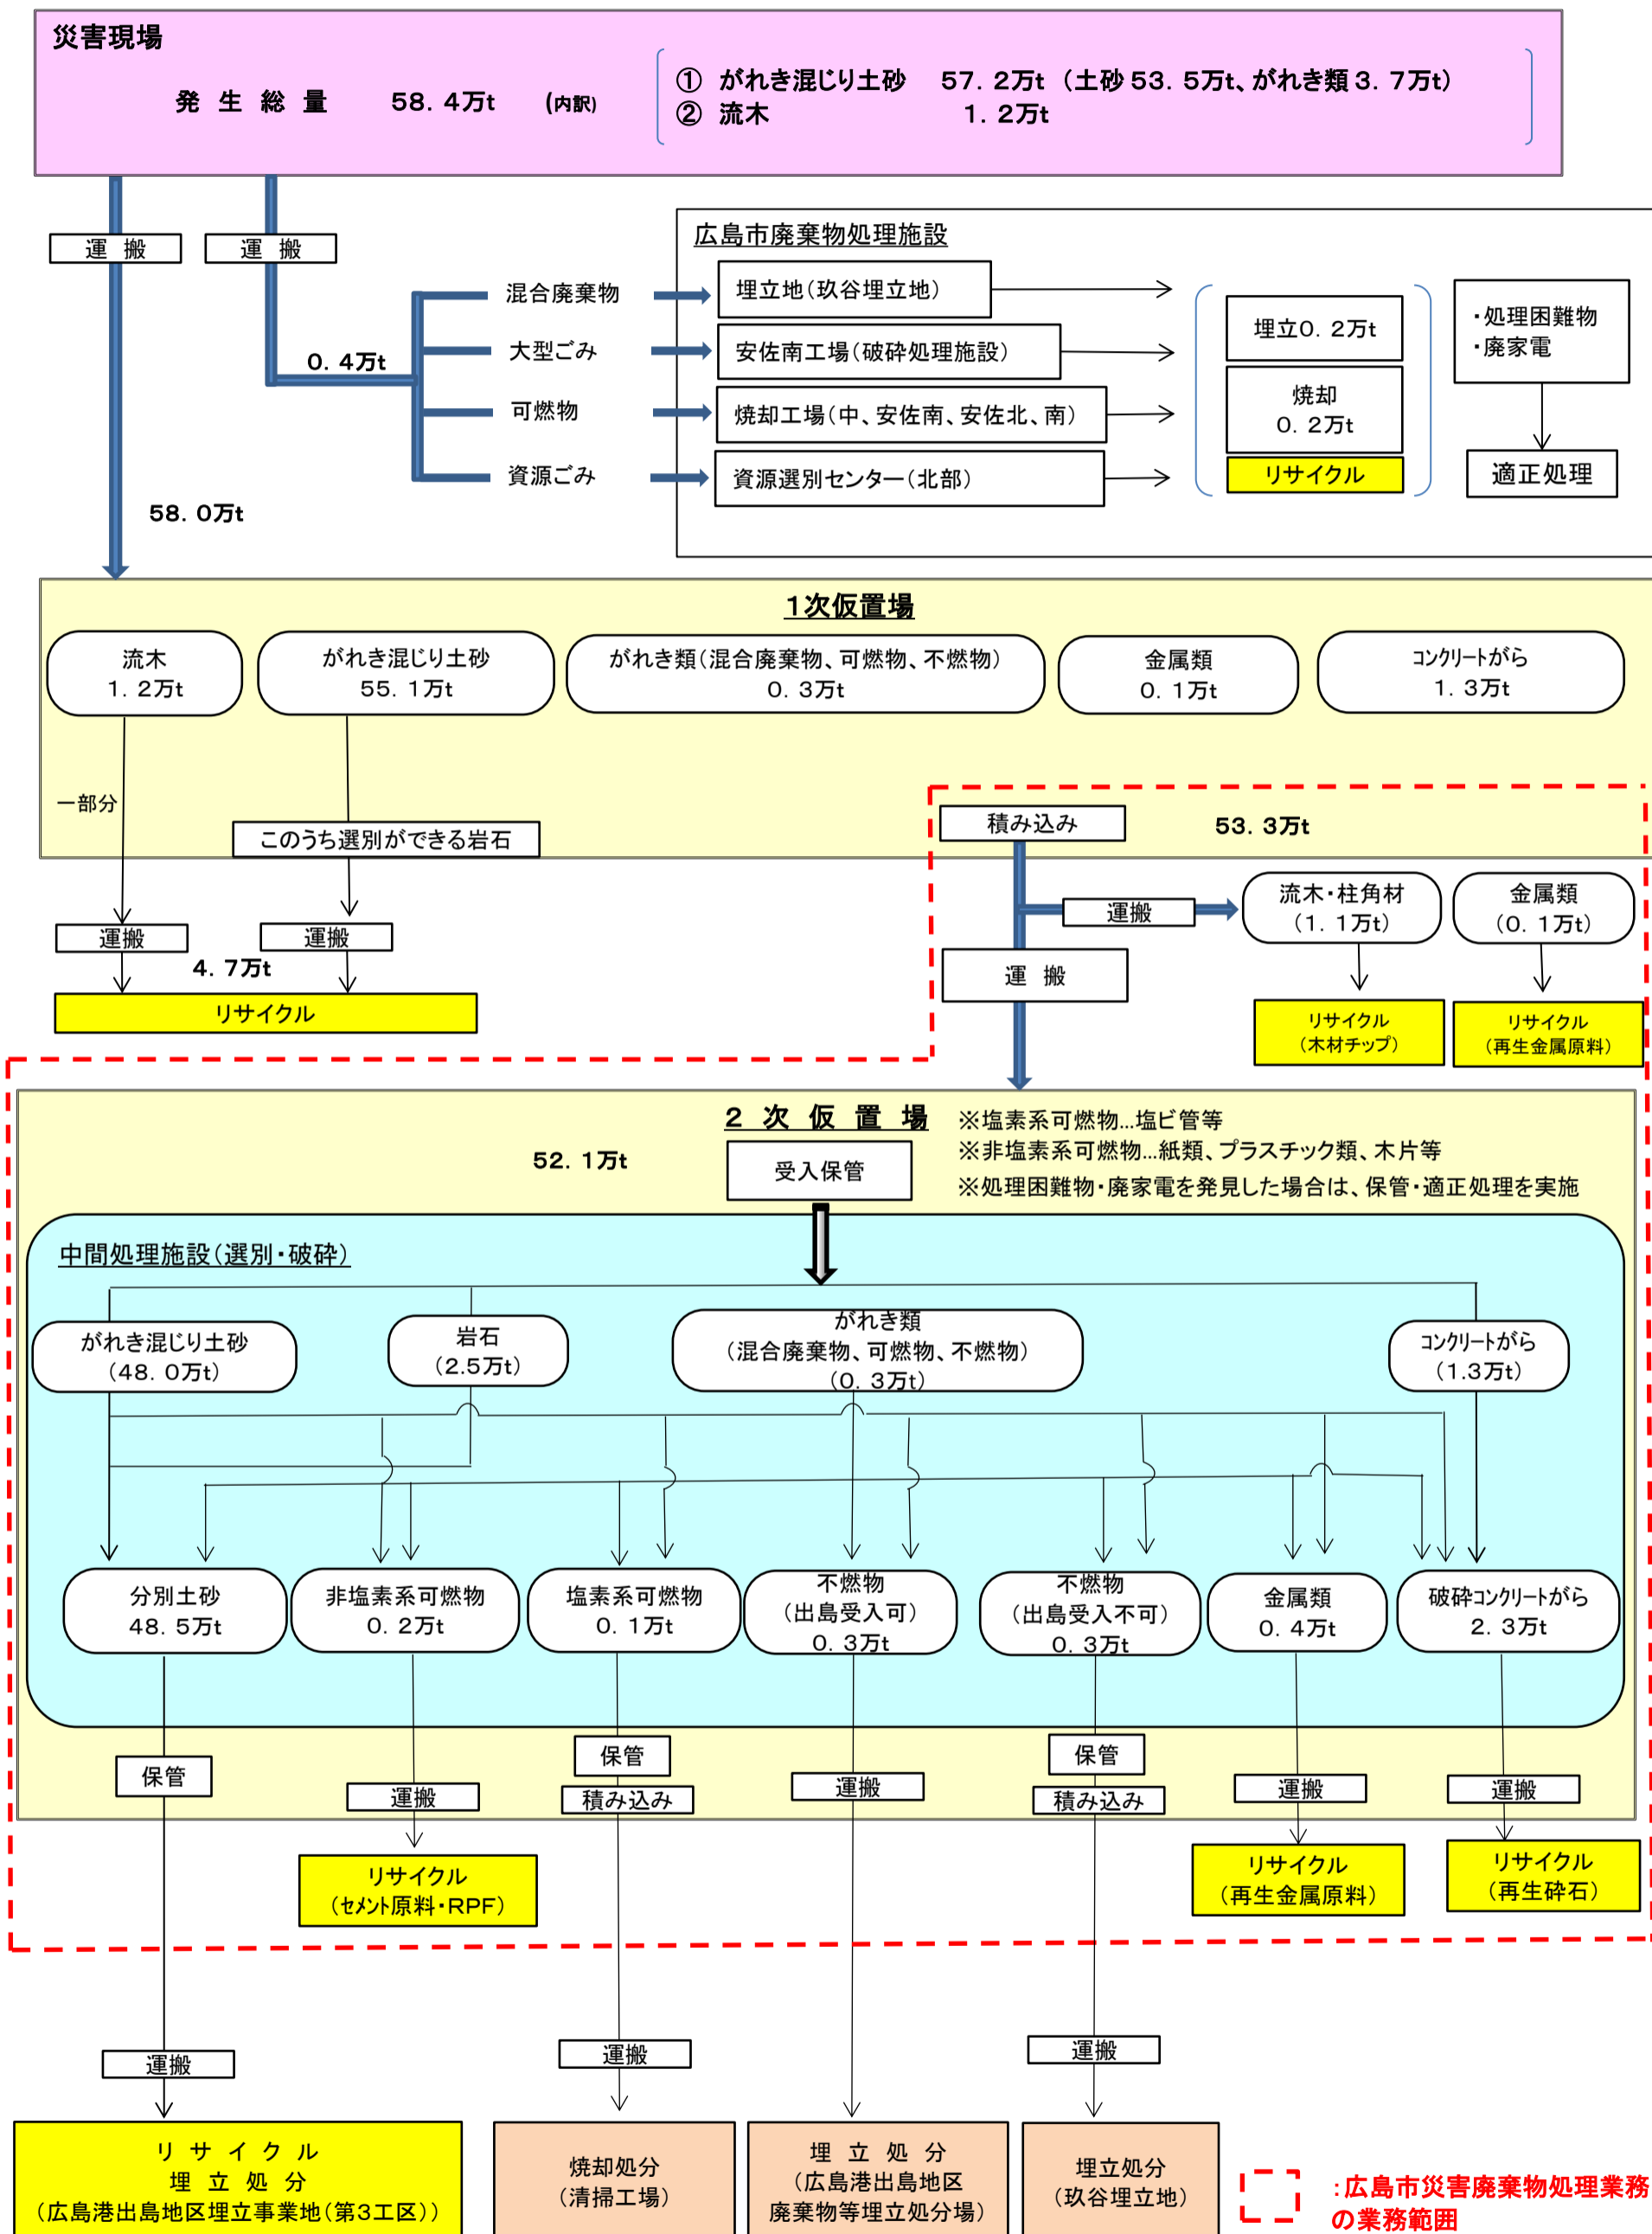 災害現場
発 生 総 量 58.4万t (内訳)
① がれき混じり土砂 57.2万t (土砂53.5万t、がれき類3.7万t)
② 流木 1.2万t
運 搬
運 搬
広島市廃棄物処理施設
混合廃棄物
埋立地(玖谷埋立地)
大型ごみ
安佐南工場(破砕処理施設)
可燃物
焼却工場(中、安佐南、安佐北、南)
資源ごみ
資源選別センター(北部)
0.4万t
埋立0.2万t
焼却
0.2万t
リサイクル
・処理困難物
・廃家電
適正処理
58.0万t
1次仮置場
流木
1.2万t
がれき混じり土砂
55.1万t
がれき類(混合廃棄物、可燃物、不燃物)
0.3万t
金属類
0.1万t
コンクリートがら
1.3万t
一部分
このうち選別ができる岩石
積み込み
53.3万t
運搬
運搬
4.7万t
リサイクル
運搬
運 搬
流木・柱角材
(1.1万t)
金属類
(0.1万t)
リサイクル
(木材チップ)
リサイクル
(再生金属原料)
2 次 仮 置 場
52.1万t
受入保管
※塩素系可燃物…塩ビ管等
※非塩素系可燃物…紙類、プラスチック類、木片等
※処理困難物・廃家電を発見した場合は、保管・適正処理を実施
中間処理施設(選別・破砕)
がれき混じり土砂
(48.0万t)
岩石
(2.5万t)
がれき類
(混合廃棄物、可燃物、不燃物)
(0.3万t)
コンクリートがら
(1.3万t)
分別土砂
48.5万t
非塩素系可燃物
0.2万t
塩素系可燃物
0.1万t
不燃物
(出島受入可)
0.3万t
不燃物
(出島受入不可)
0.3万t
金属類
0.4万t
破砕コンクリートがら
2.3万t
保管
運搬
保管
積み込み
運搬
保管
積み込み
運搬
運搬
リサイクル
(セメント原料・RPF)
リサイクル
(再生金属原料)
リサイクル
(再生砕石)
運搬
運搬
運搬
リ サ イ ク ル
埋 立 処 分
(広島港出島地区埋立事業地(第3工区))
焼却処分
(清掃工場)
埋 立 処 分
(広島港出島地区
廃棄物等埋立処分場)
埋立処分
(玖谷埋立地)
:広島市災害廃棄物処理業務
の業務範囲